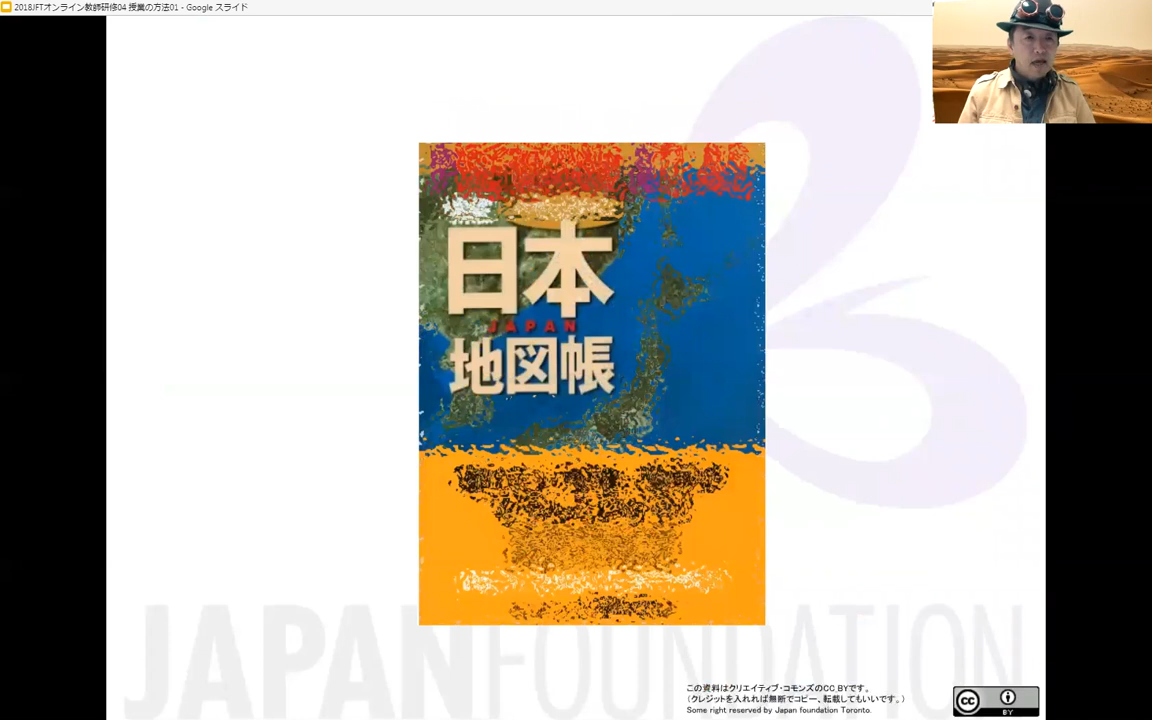 2018JFTオンライン教師研修04 授業の方法01 - Google スライド
日本
JAPAN
地図帳
JAPANFOUNDATION
この資料はクリエイティブ・コモンズのCC BYです。
（クレジットを入れれば無断でコピー、転載してもいいです。）
Some right reserved by Japan foundation Toronto.
cc
BY